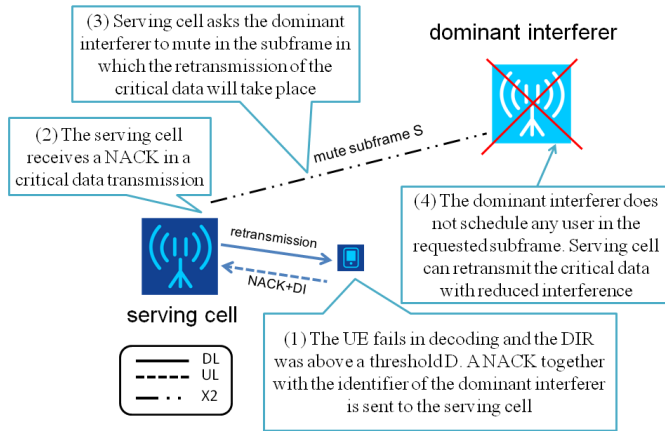 (3) Serving cell asks the dominant
interferer to mute in the subframe in
which the retransmission of the
critical data will take place
dominant interferer
(2) The serving cell
receives a NACK in a
critical data transmission
mute subframe S
(4) The dominant interferer does
not schedule any user in the
requested subframe. Serving cell
can retransmit the critical data
with reduced interference
retransmission
NACK+DI
serving cell
(1) The UE fails in decoding and the DIR
was above a threshold D. A NACK together
with the identifier of the dominant interferer
is sent to the serving cell
DL
UL
X2